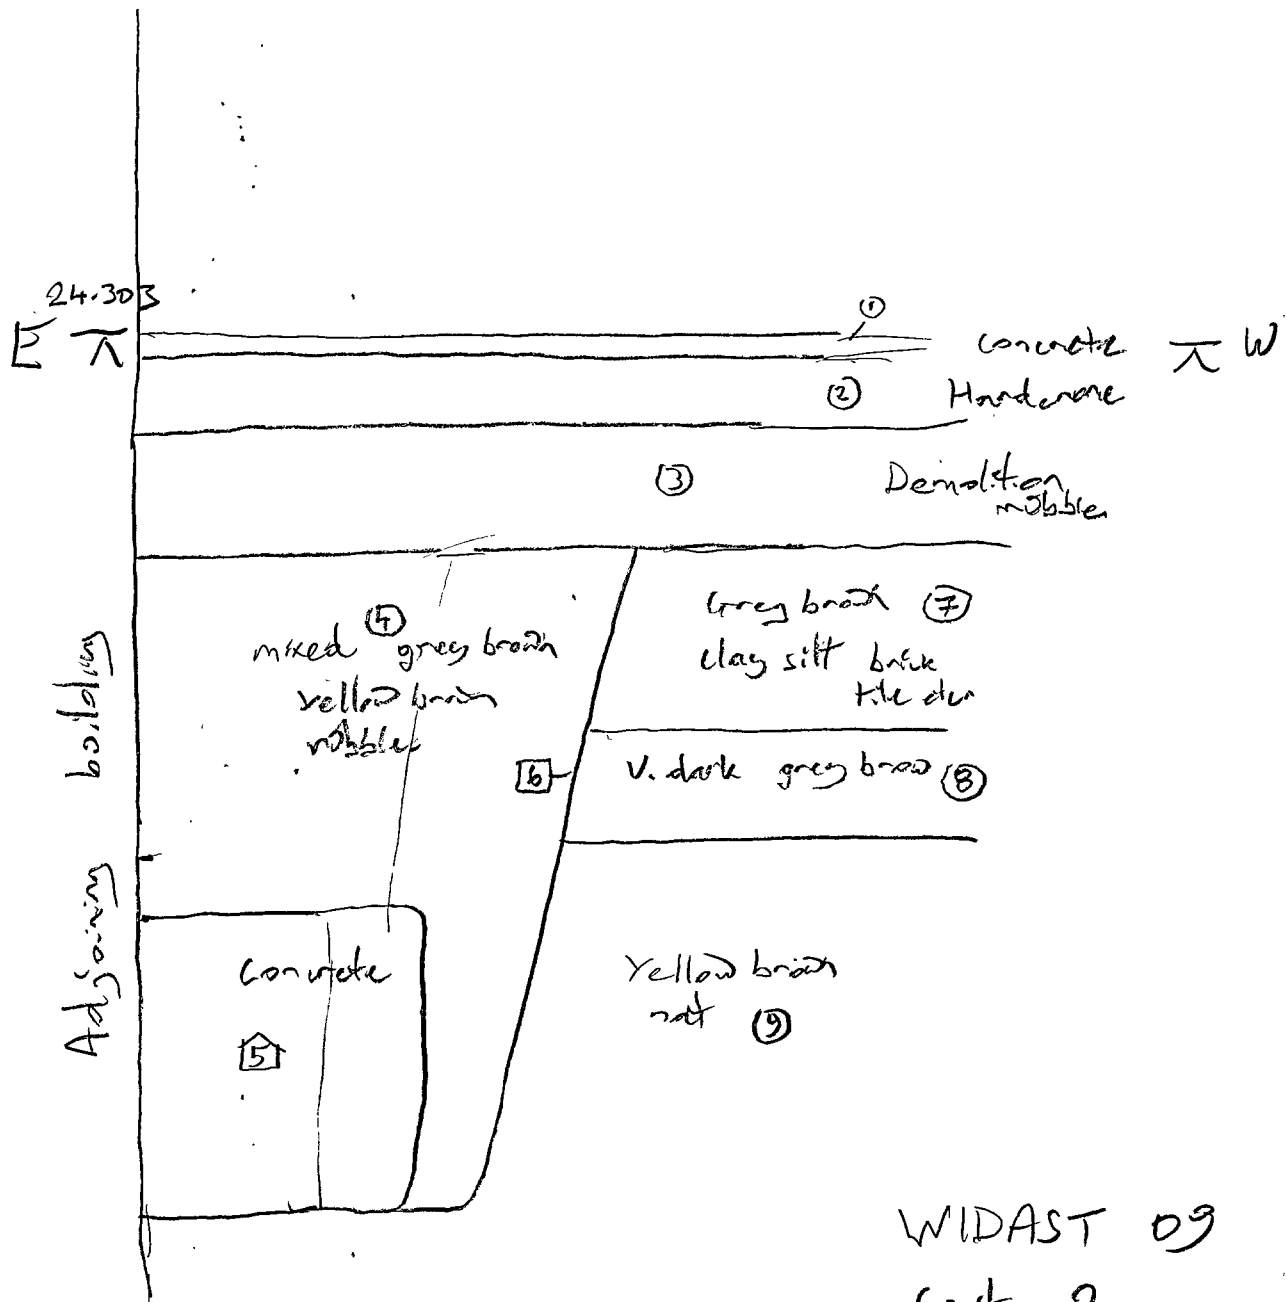 24.303
E W
①
concrete
② Hardcore
③ Demolition
rubble
④
mixed grey brown
yellow brown
rubble
Grey brown ⑦
clay silt brick
tile
6
V. dark grey brown ⑧
Adjoining building
concrete
5
Yellow brown
nat ⑨
WIDAST 09
Sect. 2